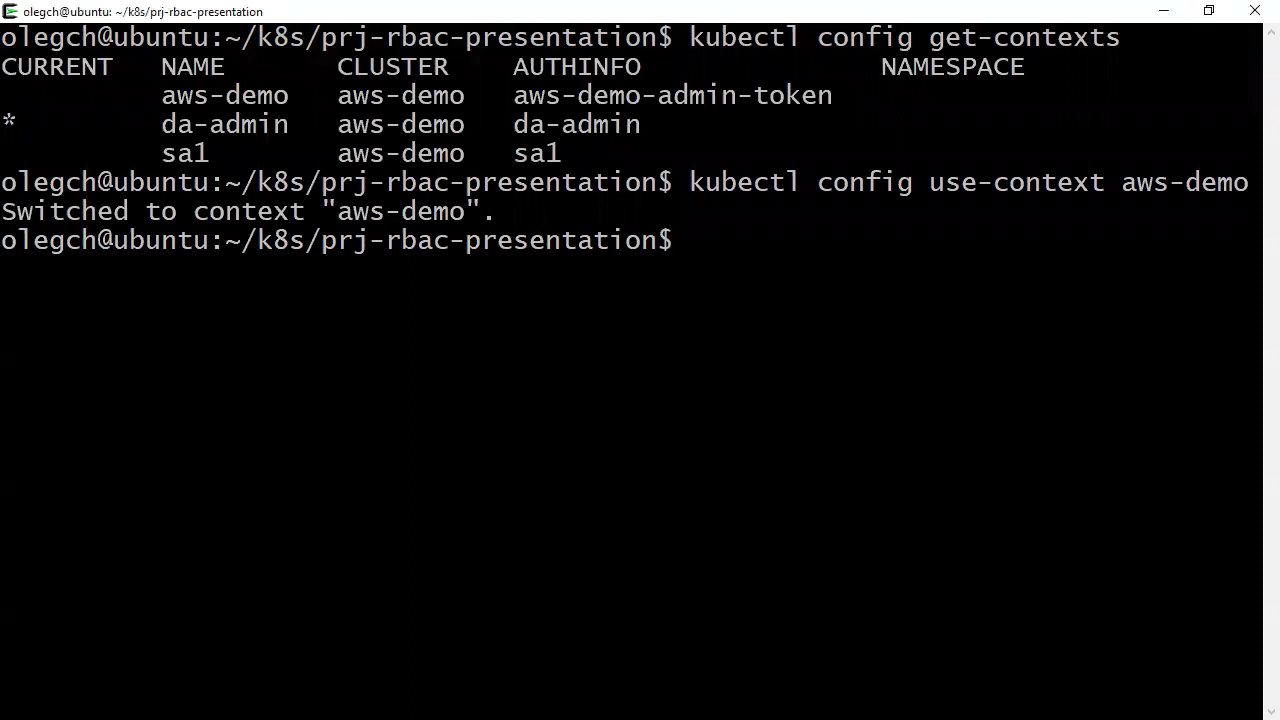 olegch@ubuntu: ~/k8s/prj-rbac-presentation
olegch@ubuntu:~/k8s/prj-rbac-presentation$ kubectl config get-contexts
CURRENT   NAME       CLUSTER    AUTHINFO               NAMESPACE
          aws-demo   aws-demo   aws-demo-admin-token
*         da-admin   aws-demo   da-admin
          sa1        aws-demo   sa1
olegch@ubuntu:~/k8s/prj-rbac-presentation$ kubectl config use-context aws-demo
Switched to context "aws-demo".
olegch@ubuntu:~/k8s/prj-rbac-presentation$